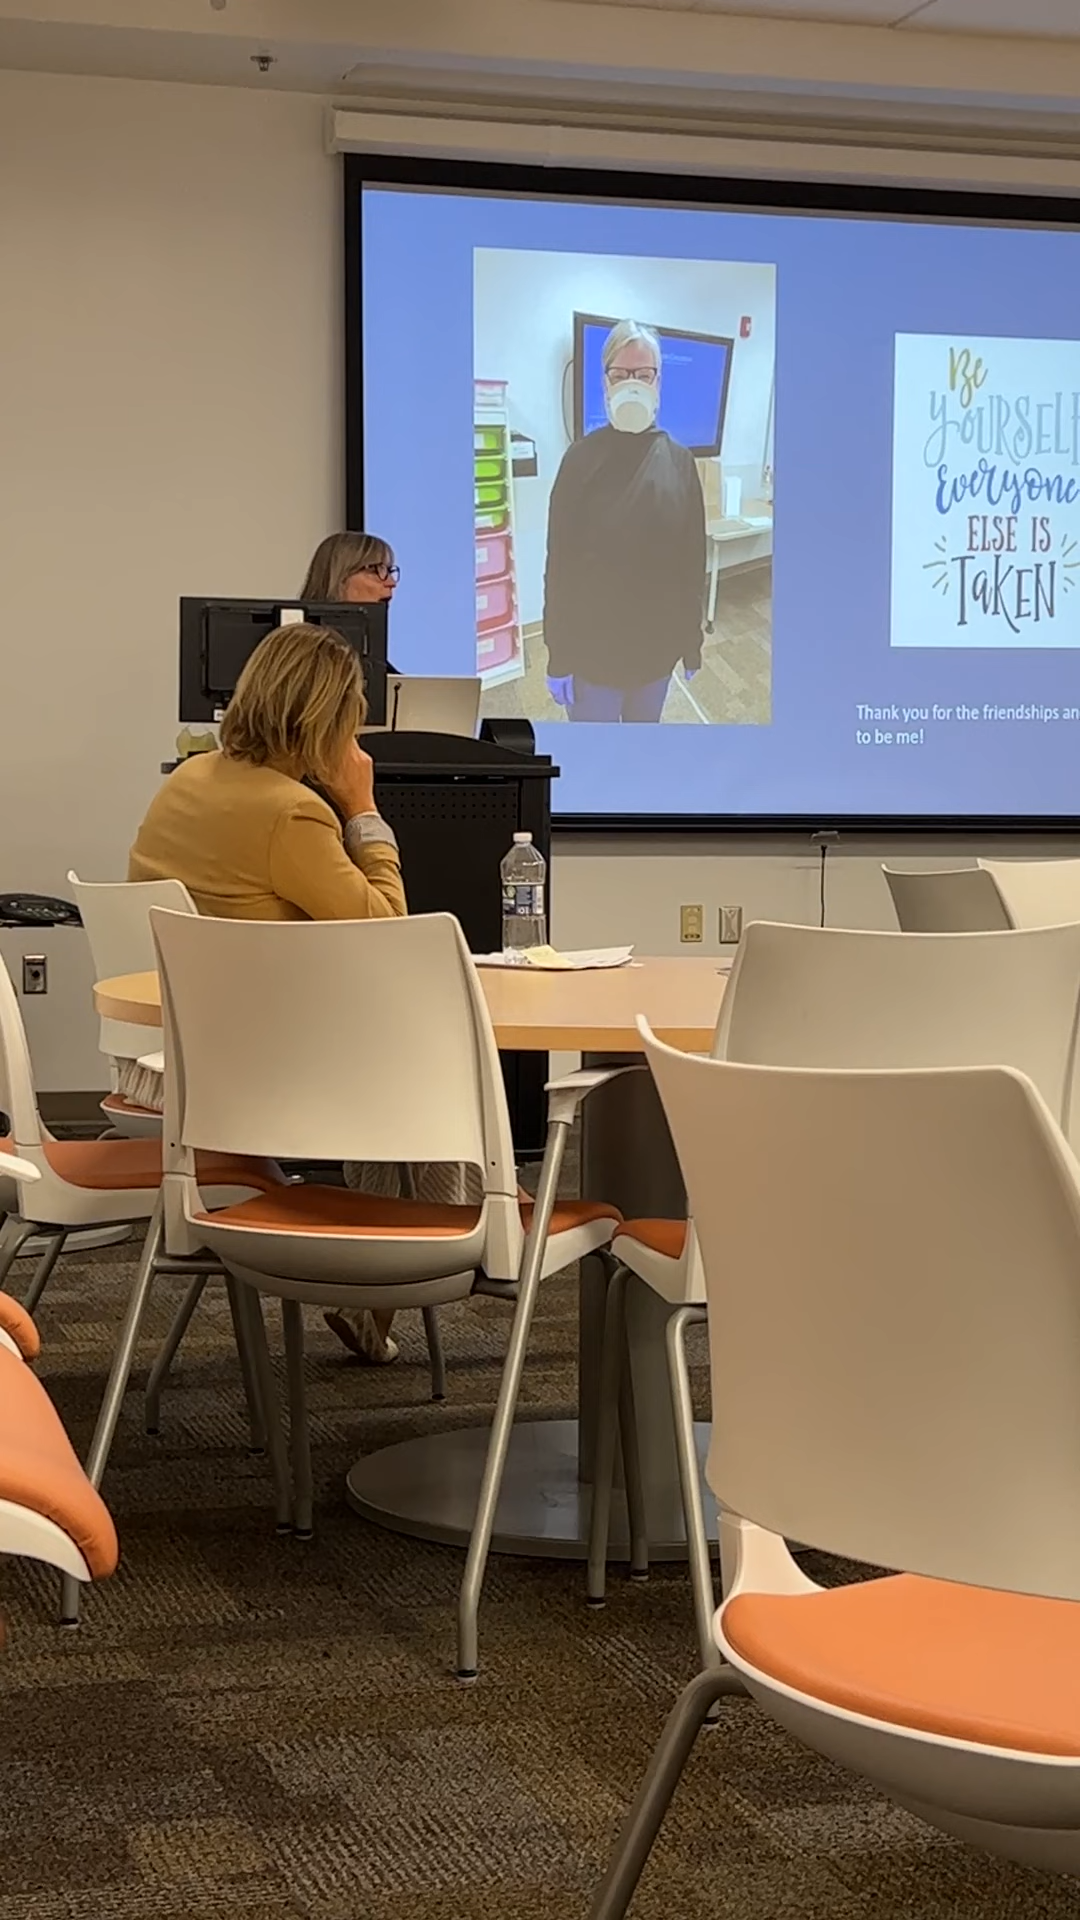 Be
YOURSELF
Everyone
ELSE IS
TAKEN
Thank you for the friendships an
to be me!